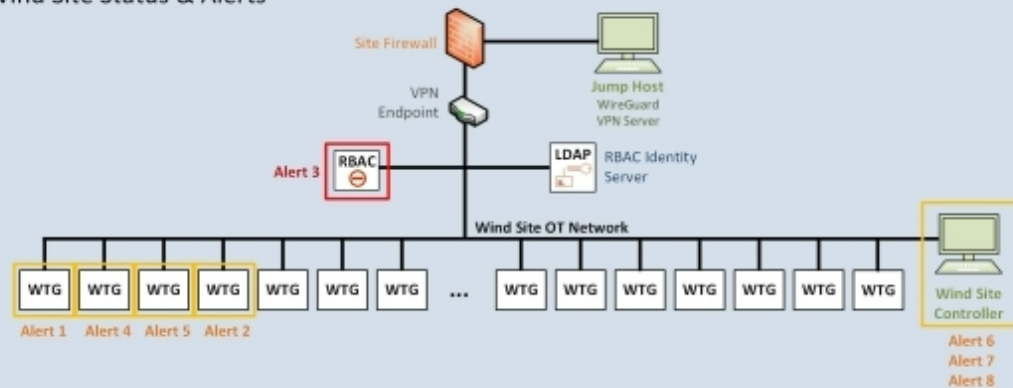 Wind Site Status & Alerts
Site Firewall
Jump Host
WireGuard
VPN Server
VPN
Endpoint
Alert 3
RBAC
LDAP
RBAC Identity
Server
Wind Site OT Network
WTG WTG WTG WTG WTG WTG WTG ... WTG WTG WTG WTG WTG WTG WTG
Wind Site
Controller
Alert 1 Alert 4 Alert 5 Alert 2
Alert 6
Alert 7
Alert 8